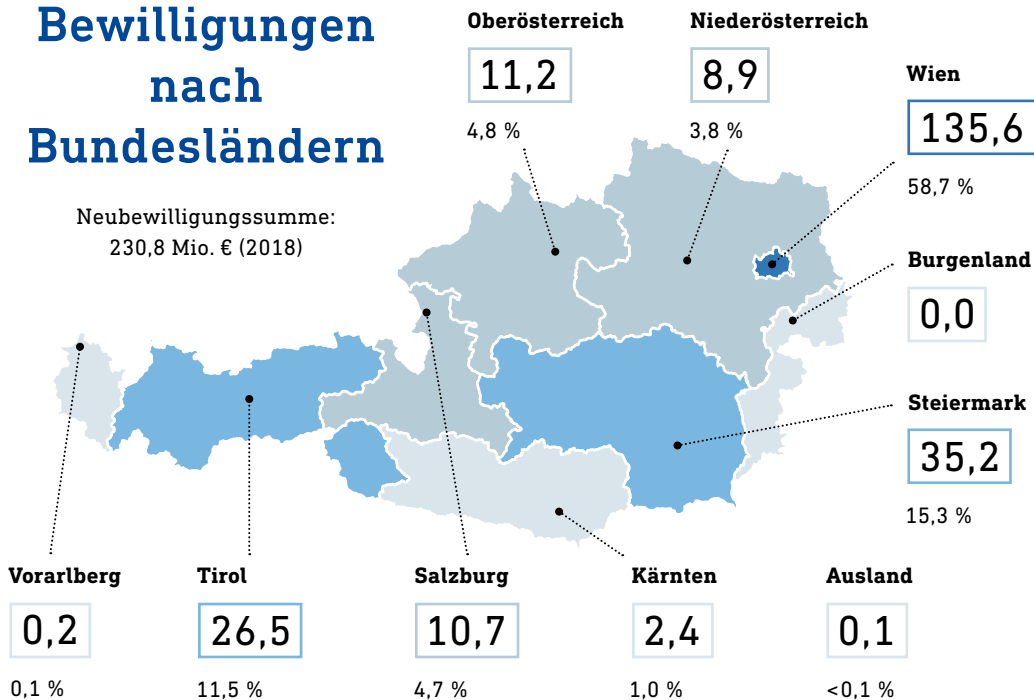 Bewilligungen
nach
Bundesländern
Neubewilligungssumme:
230,8 Mio. € (2018)
Oberösterreich
11,2
4,8 %
Niederösterreich
8,9
3,8 %
Wien
135,6
58,7 %
Burgenland
0,0
Steiermark
35,2
15,3 %
Vorarlberg
0,2
0,1 %
Tirol
26,5
11,5 %
Salzburg
10,7
4,7 %
Kärnten
2,4
1,0 %
Ausland
0,1
<0,1 %